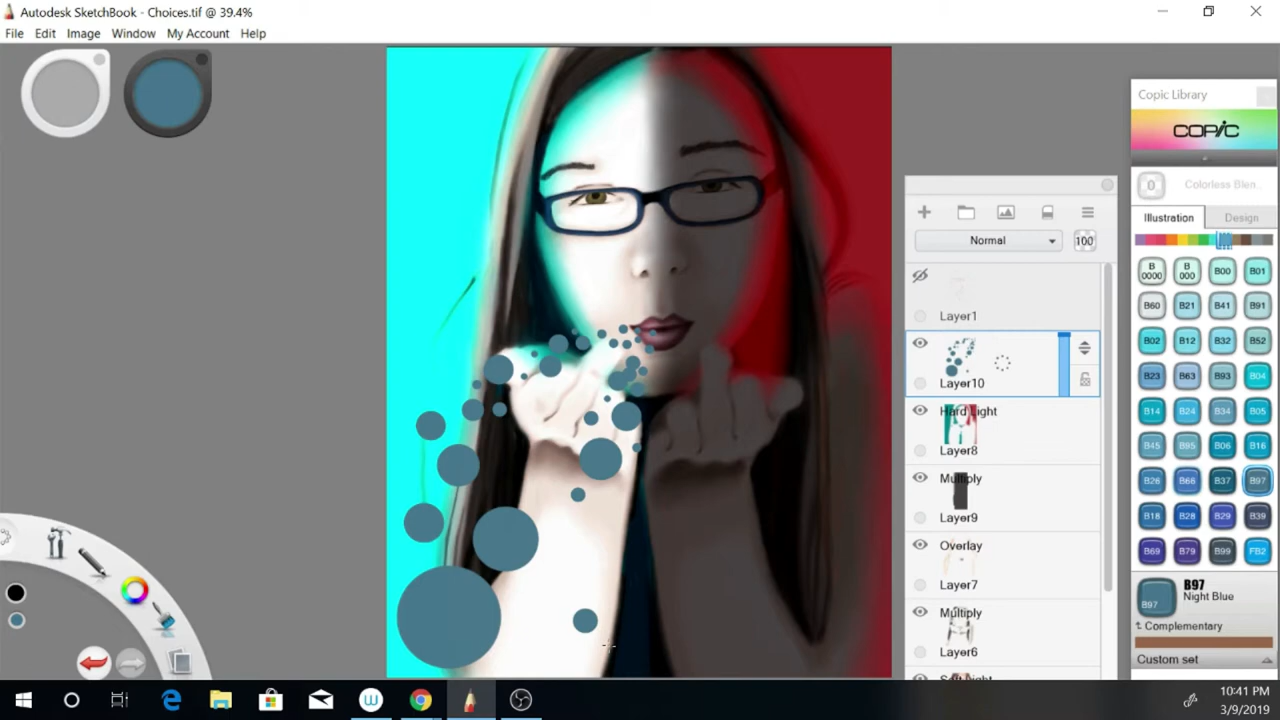 Autodesk SketchBook - Choices.tif @ 39.4%
File Edit Image Window My Account Help
Normal 100
Layer1
Layer10
Hard Light
Layer8
Multiply
Layer9
Overlay
Layer7
Multiply
Layer6
Copic Library
COPIC
0 Colorless Blen...
Illustration Design
B0000 B000 B00 B01
B60 B21 B41 B91
B02 B12 B32 B52
B23 B63 B93 B04
B14 B24 B34 B05
B45 B95 B06 B16
B26 B66 B37 B97
B18 B28 B29 B39
B69 B79 B99 FB2
B97
B97
Night Blue
Complementary
Custom set
10:41 PM
3/9/2019